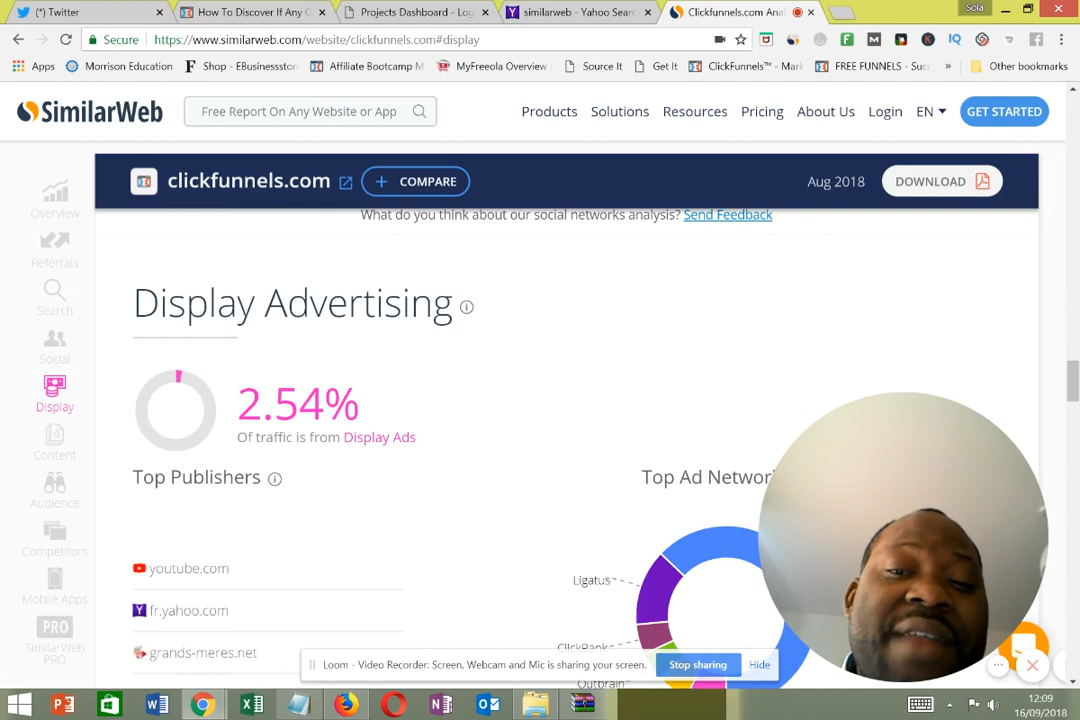 (*) Twitter
How To Discover If Any C
Projects Dashboard - Log
similarweb - Yahoo Searc
Clickfunnels.com Anal
Sola
Secure
https://www.similarweb.com/website/clickfunnels.com#display
Apps
Morrison Education
Shop - EBusinessstore
Affiliate Bootcamp M
MyFreeola Overview
Source It
Get It
ClickFunnels™ - Mark
FREE FUNNELS - Succ
»
Other bookmarks
SimilarWeb
Free Report On Any Website or App
Products
Solutions
Resources
Pricing
About Us
Login
EN
GET STARTED
clickfunnels.com
+ COMPARE
Aug 2018
DOWNLOAD
What do you think about our social networks analysis? Send Feedback
Overview
Referrals
Search
Social
Display
Content
Audience
Competitors
Mobile Apps
PRO
SimilarWeb
PRO
Display Advertising
2.54%
Of traffic is from Display Ads
Top Publishers
youtube.com
fr.yahoo.com
grands-meres.net
Top Ad Networ
Ligatus
ClickBank
Outbrain
Loom - Video Recorder: Screen, Webcam and Mic is sharing your screen.
Stop sharing
Hide
12:09
16/09/2018